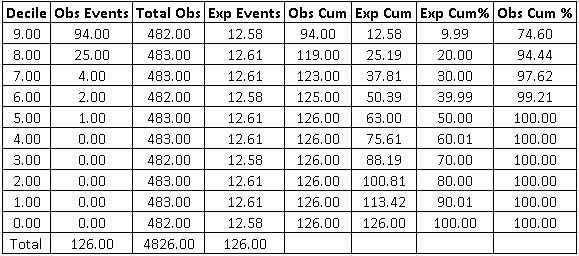 Decile Obs Events Total Obs Exp Events Obs Cum Exp Cum Exp Cum% Obs Cum %
9.00 94.00 482.00 12.58 94.00 12.58 9.99 74.60
8.00 25.00 483.00 12.61 119.00 25.19 20.00 94.44
7.00 4.00 483.00 12.61 123.00 37.81 30.00 97.62
6.00 2.00 482.00 12.58 125.00 50.39 39.99 99.21
5.00 1.00 483.00 12.61 126.00 63.00 50.00 100.00
4.00 0.00 483.00 12.61 126.00 75.61 60.01 100.00
3.00 0.00 482.00 12.58 126.00 88.19 70.00 100.00
2.00 0.00 483.00 12.61 126.00 100.81 80.00 100.00
1.00 0.00 483.00 12.61 126.00 113.42 90.01 100.00
0.00 0.00 482.00 12.58 126.00 126.00 100.00 100.00
Total 126.00 4826.00 126.00